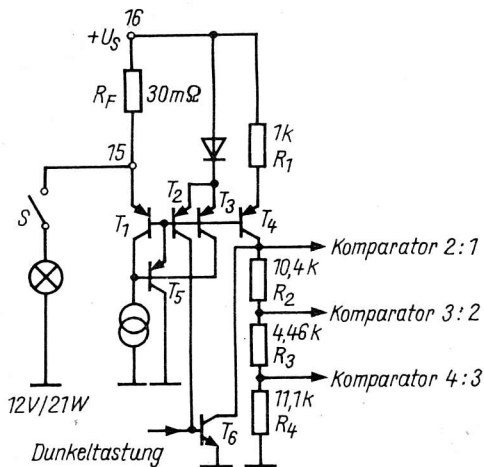 16
+U_S
R_F 30mΩ
15
1k
R_1
S
T_1
T_2
T_3
T_4
T_5
Komparator 2:1
10,4k
R_2
Komparator 3:2
4,46k
R_3
Komparator 4:3
11,1k
R_4
12V/21W
T_6
Dunkeltastung